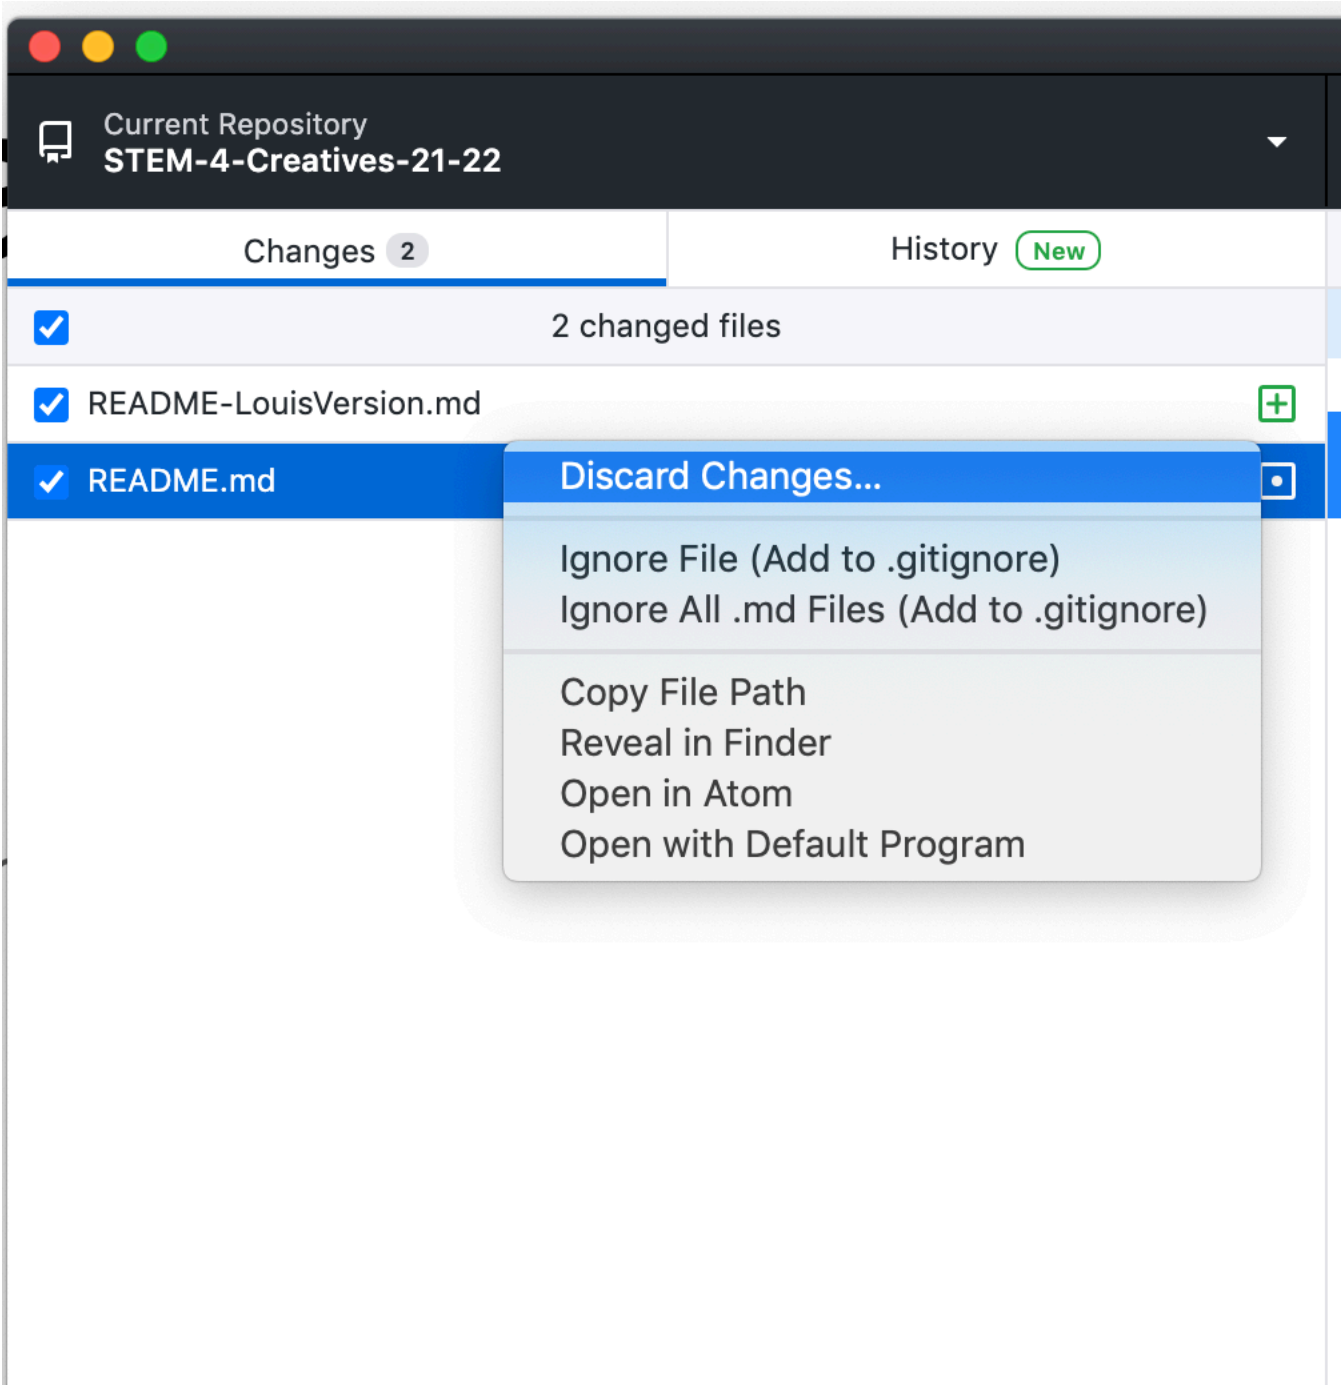 Current Repository
STEM-4-Creatives-21-22
Changes 2
History New
2 changed files
README-LouisVersion.md
README.md
Discard Changes...
Ignore File (Add to .gitignore)
Ignore All .md Files (Add to .gitignore)
Copy File Path
Reveal in Finder
Open in Atom
Open with Default Program